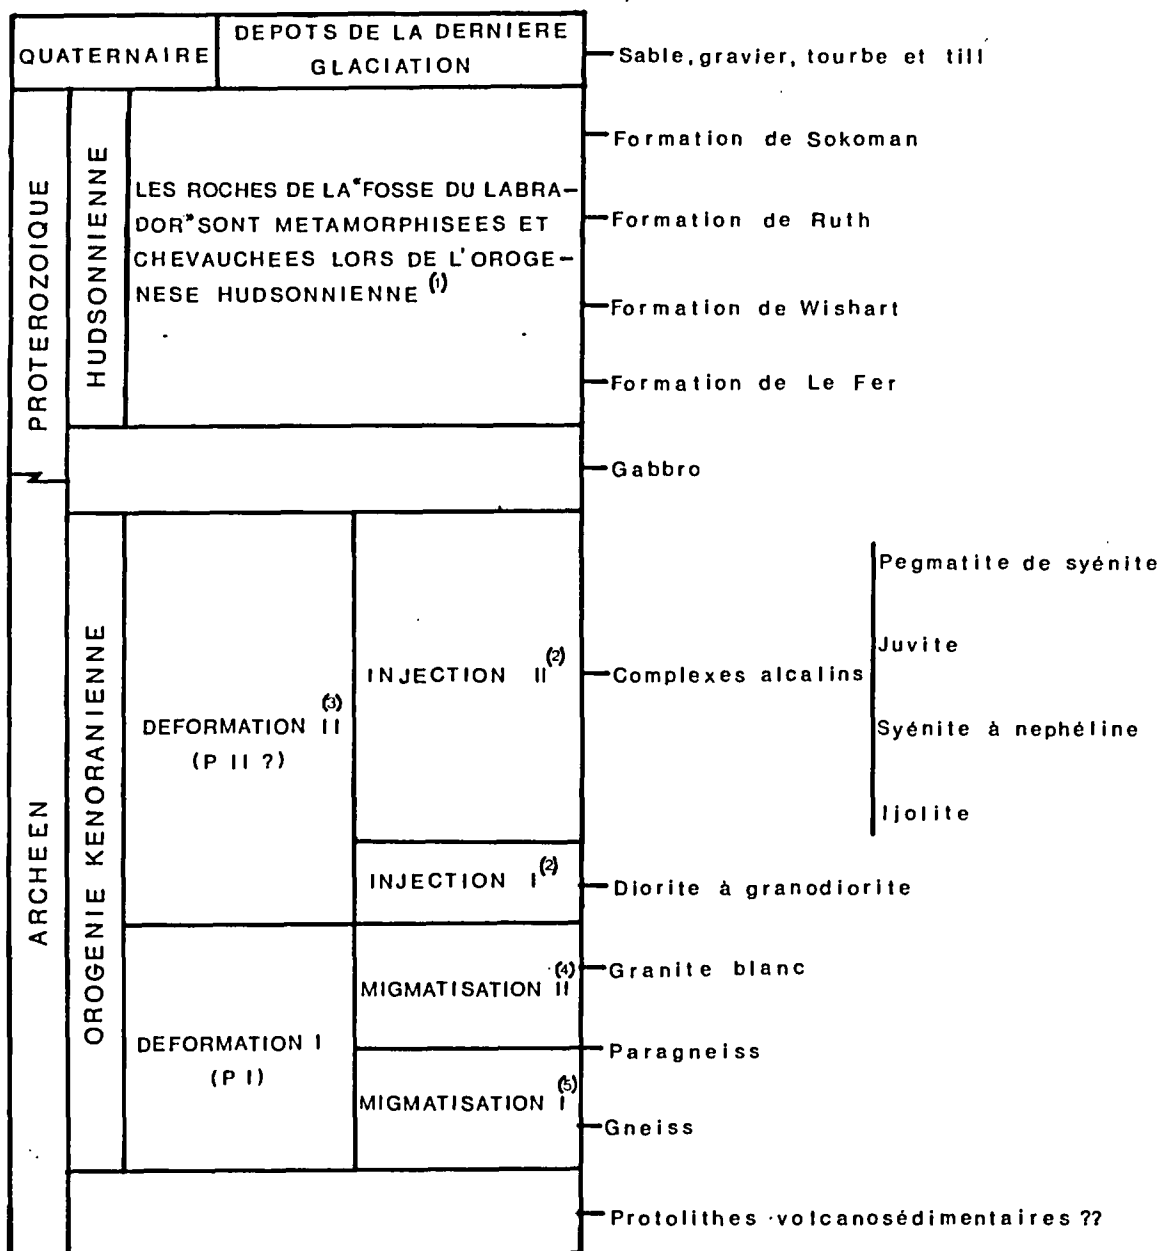 QUATERNAIRE
DEPOTS DE LA DERNIERE
GLACIATION
Sable, gravier, tourbe et till
PROTEROZOIQUE
HUDSONNIENNE
LES ROCHES DE LA "FOSSE DU LABRA-
DOR" SONT METAMORPHISEES ET
CHEVAUCHEES LORS DE L'OROGE-
NESE HUDSONNIENNE (1)
Formation de Sokoman
Formation de Ruth
Formation de Wishart
Formation de Le Fer
Gabbro
ARCHEEN
OROGENIE KENORANIENNE
DEFORMATION II (3)
(P II ?)
INJECTION II (2)
Complexes alcalins
Pegmatite de syénite
Juvite
Syénite à nephéline
Ijolite
INJECTION I (2)
Diorite à granodiorite
DEFORMATION I
(P I)
MIGMATISATION II (4)
Granite blanc
Paragneiss
MIGMATISATION I (5)
Gneiss
Protolithes volcanosédimentaires ??